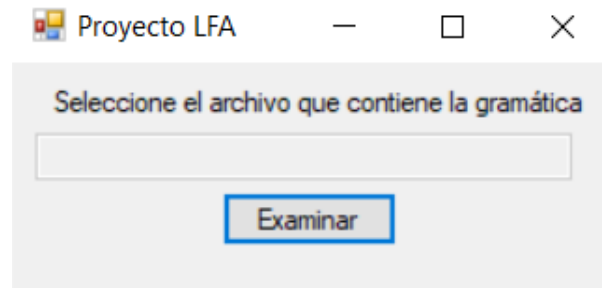 Proyecto LFA
Seleccione el archivo que contiene la gramática
Examinar